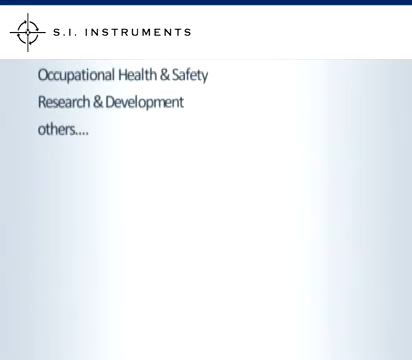 S.I. INSTRUMENTS
Occupational Health & Safety
Research & Development
others....